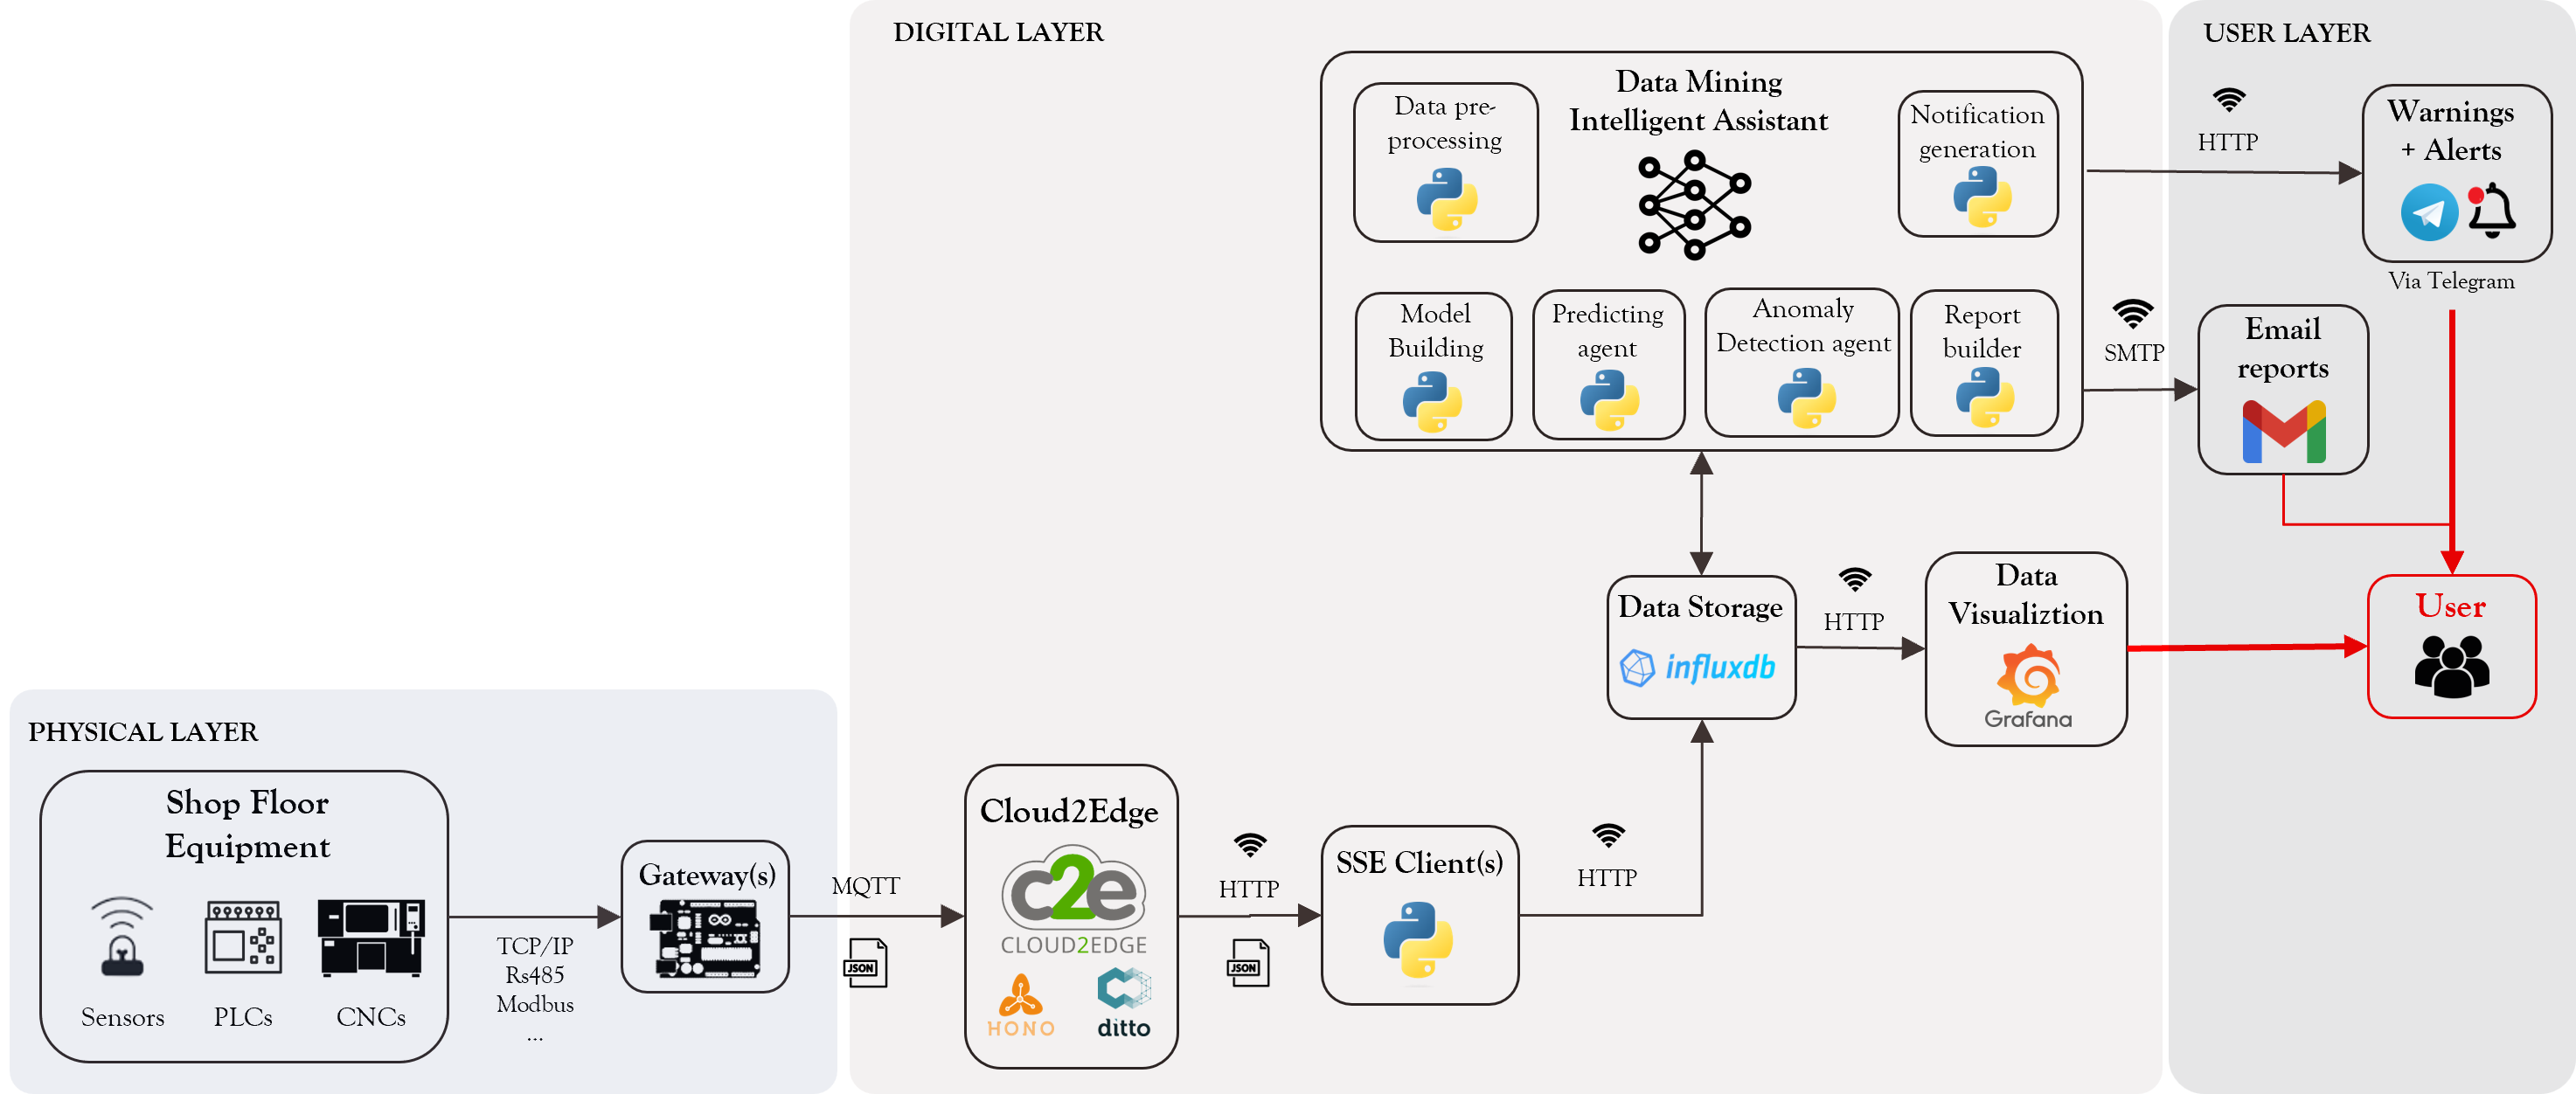 DIGITAL LAYER
USER LAYER
Data Mining
Intelligent Assistant
Data pre-
processing
Notification
generation
HTTP
Warnings
+ Alerts
Via Telegram
Model
Building
Predicting
agent
Anomaly
Detection agent
Report
builder
SMTP
Email
reports
Data Storage
influxdb
HTTP
Data
Visualiztion
Grafana
User
PHYSICAL LAYER
Shop Floor
Equipment
Sensors
PLCs
CNCs
TCP/IP
Rs485
Modbus
...
Gateway(s)
MQTT
JSON
Cloud2Edge
c2e
CLOUD2EDGE
HONO
ditto
HTTP
JSON
SSE Client(s)
HTTP